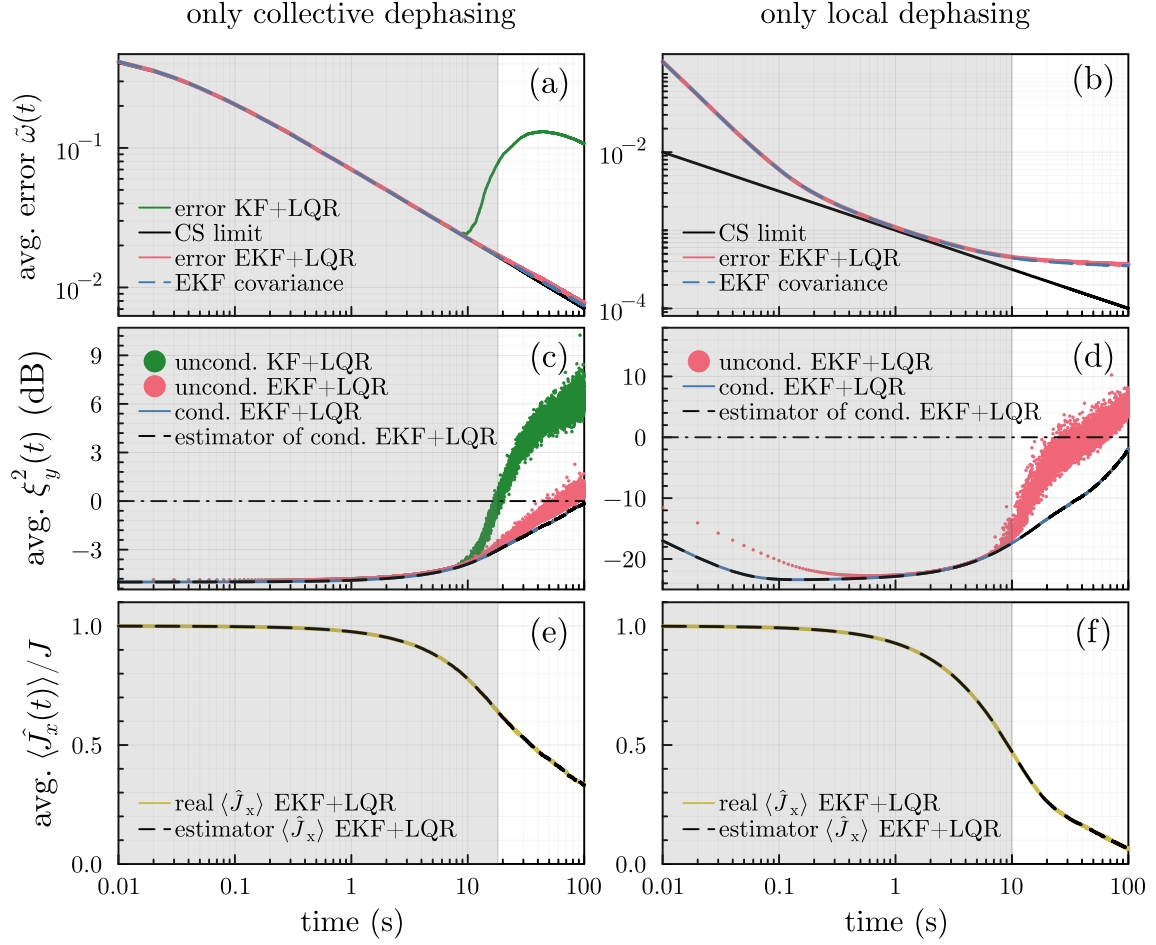 only collective dephasing
only local dephasing
avg. error ω̃(t)
(a)
10⁻¹
10⁻²
error KF+LQR
CS limit
error EKF+LQR
EKF covariance
(b)
10⁻²
10⁻⁴
CS limit
error EKF+LQR
EKF covariance
avg. ξ²_y(t) (dB)
(c)
9
6
3
0
−3
uncond. KF+LQR
uncond. EKF+LQR
cond. EKF+LQR
estimator of cond. EKF+LQR
(d)
10
0
−10
−20
uncond. EKF+LQR
cond. EKF+LQR
estimator of cond. EKF+LQR
avg. ⟨Ĵ_x(t)⟩/J
(e)
1.0
0.5
0.0
real ⟨Ĵ_x⟩ EKF+LQR
estimator ⟨Ĵ_x⟩ EKF+LQR
0.01 0.1 1 10 100
time (s)
(f)
1.0
0.5
0.0
real ⟨Ĵ_x⟩ EKF+LQR
estimator ⟨Ĵ_x⟩ EKF+LQR
0.01 0.1 1 10 100
time (s)